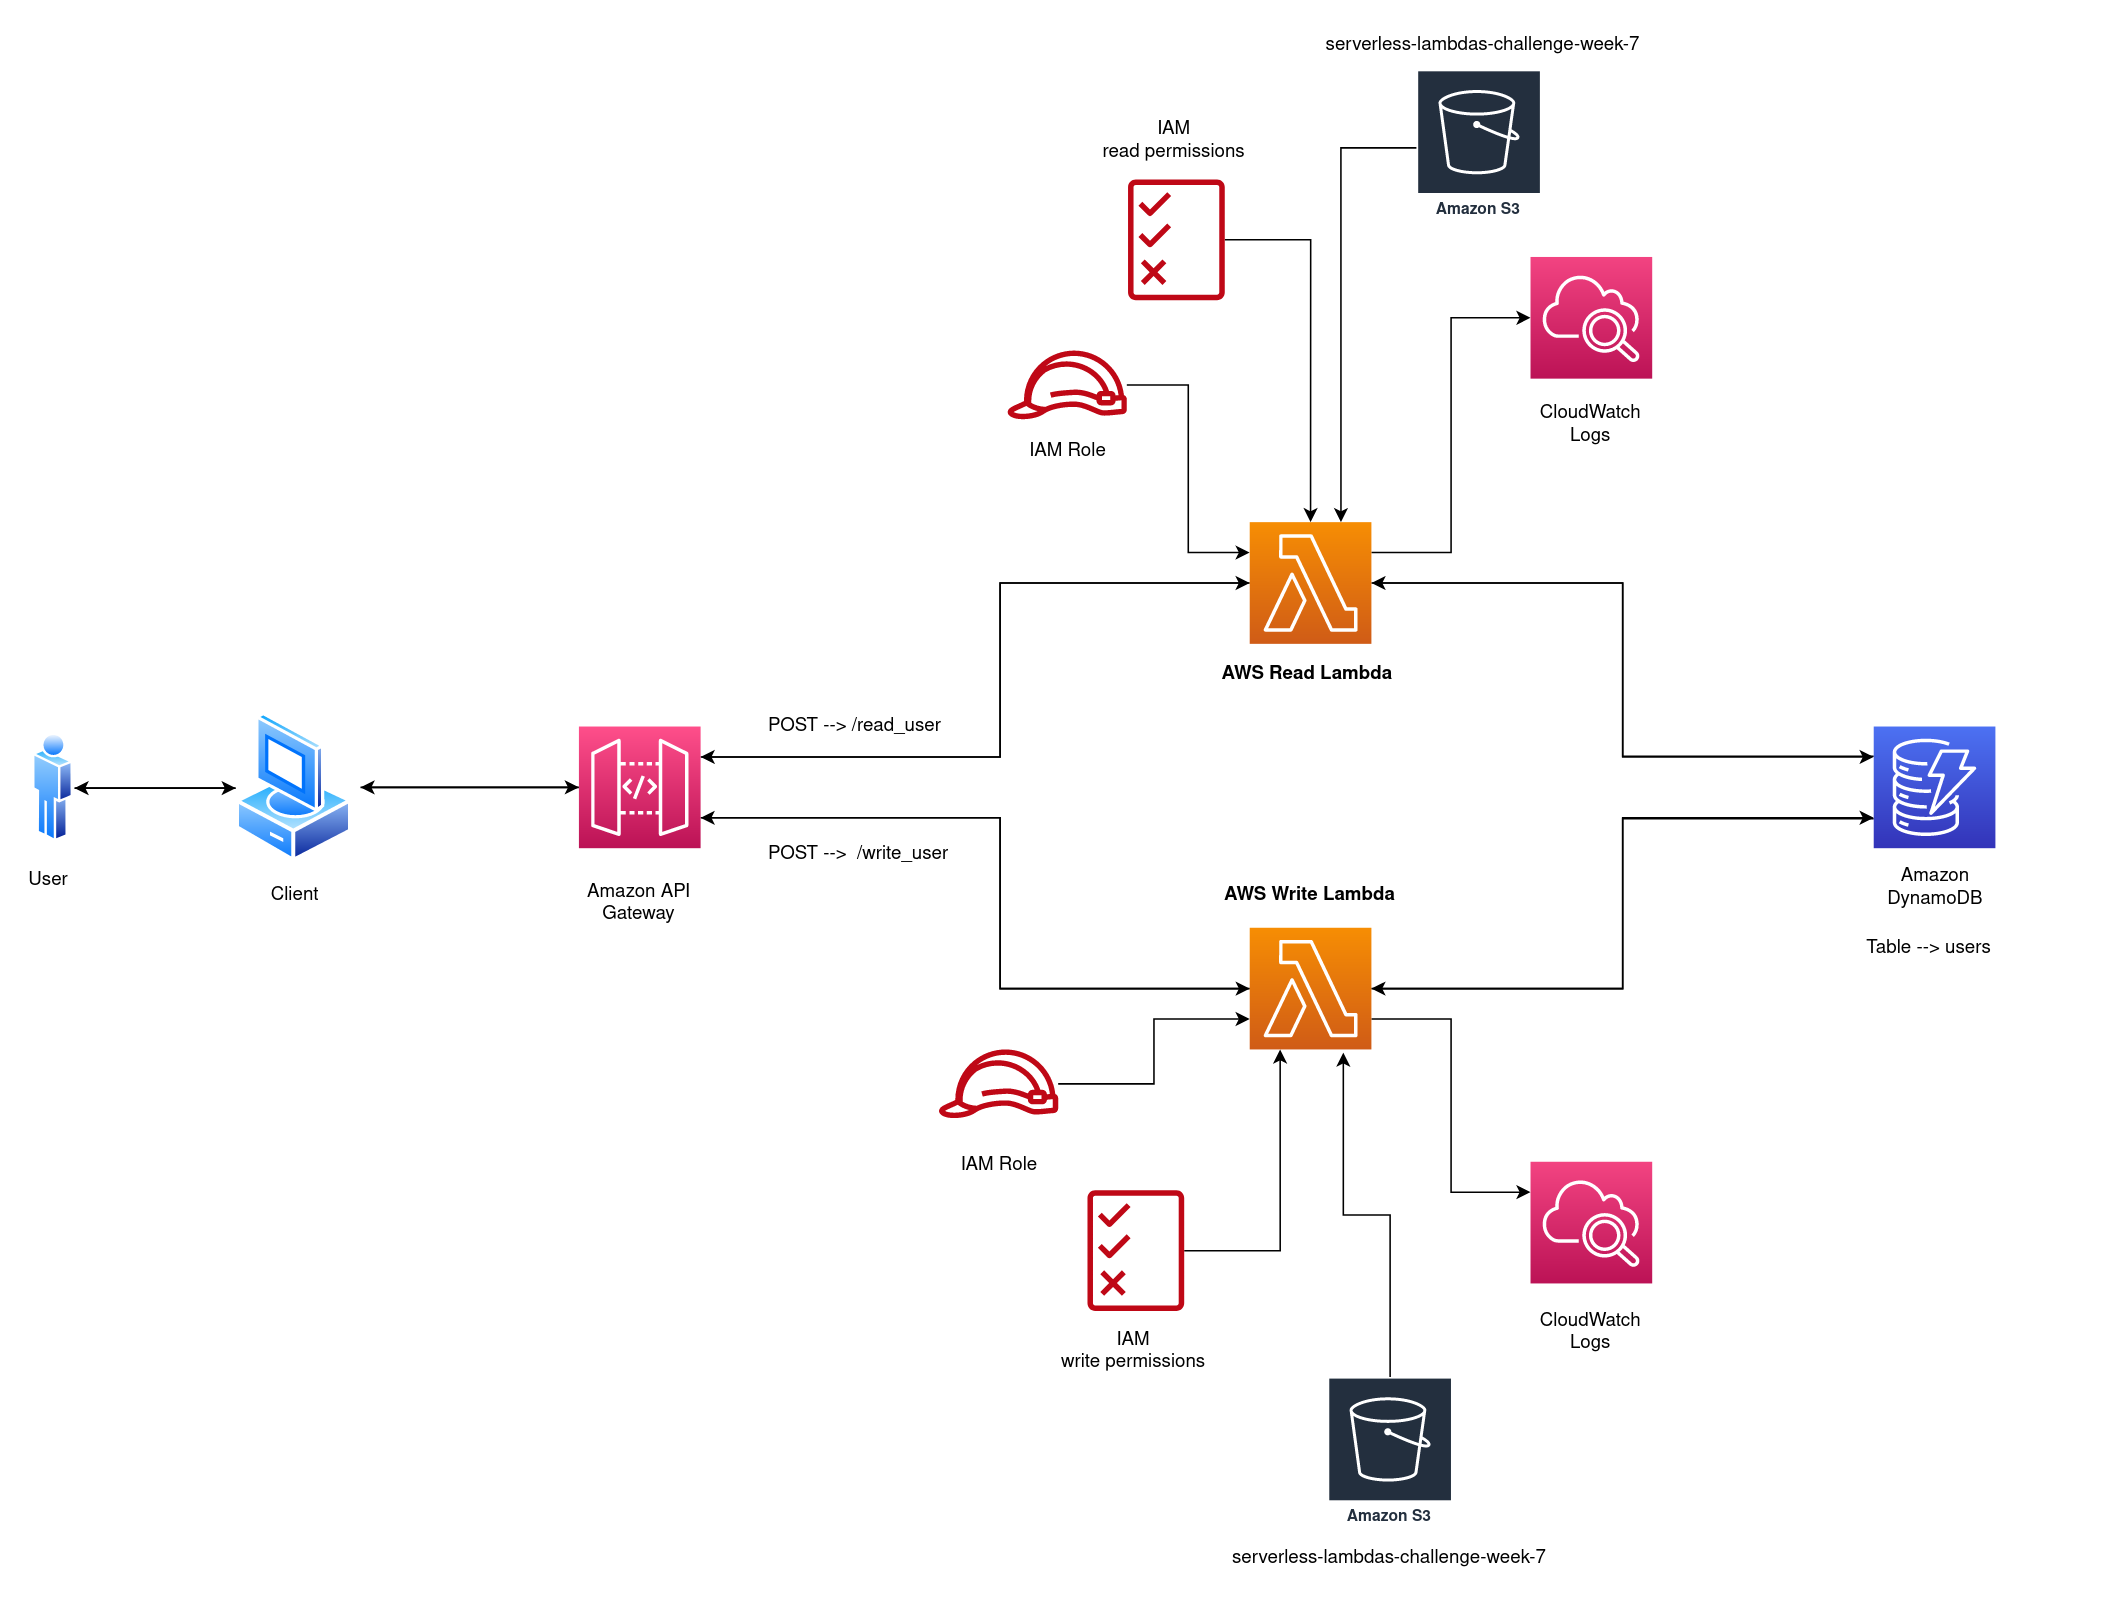 serverless-lambdas-challenge-week-7
Amazon S3
IAM
read permissions
CloudWatch
Logs
IAM Role
AWS Read Lambda
POST --> /read_user
POST -->  /write_user
User
Client
Amazon API
Gateway
AWS Write Lambda
Amazon
DynamoDB
Table --> users
IAM Role
IAM
write permissions
CloudWatch
Logs
Amazon S3
serverless-lambdas-challenge-week-7